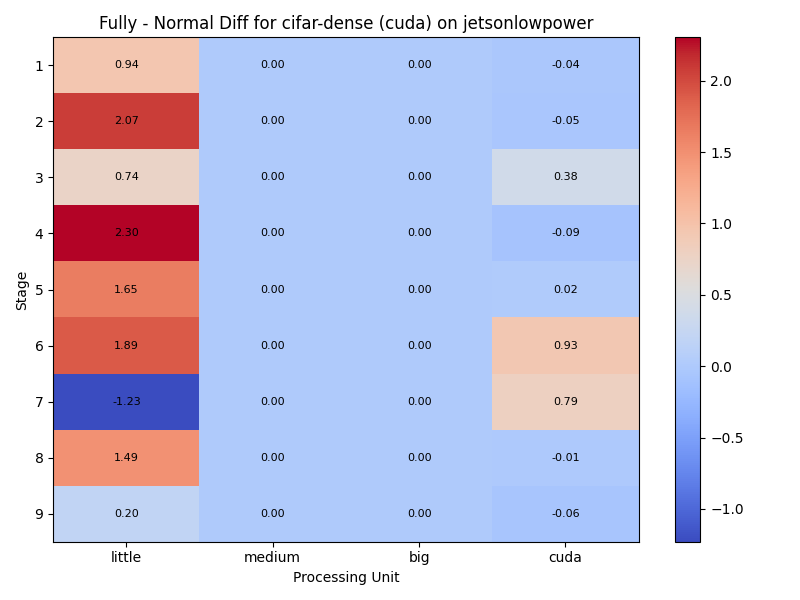 Fully - Normal Diff for cifar-dense (cuda) on jetsonlowpower
Stage
1 0.94 0.00 0.00 -0.04
2 2.07 0.00 0.00 -0.05
3 0.74 0.00 0.00 0.38
4 2.30 0.00 0.00 -0.09
5 1.65 0.00 0.00 0.02
6 1.89 0.00 0.00 0.93
7 -1.23 0.00 0.00 0.79
8 1.49 0.00 0.00 -0.01
9 0.20 0.00 0.00 -0.06
little medium big cuda
Processing Unit
2.0
1.5
1.0
0.5
0.0
−0.5
−1.0